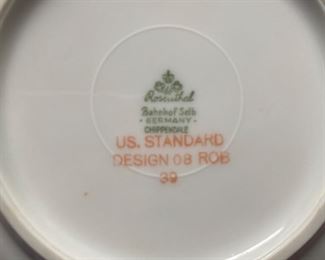 Rosenthal
Bahnhof Selb
· GERMANY ·
CHIPPENDALE
US. STANDARD
DESIGN 08 ROB
39